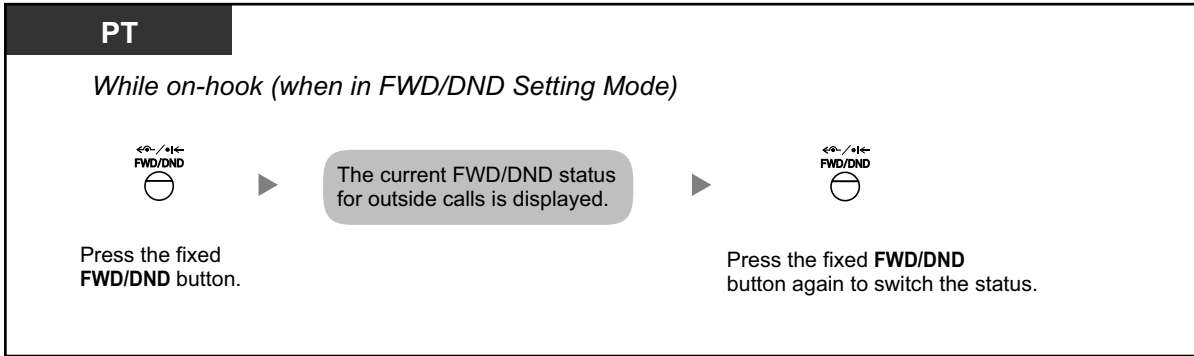 PT
While on-hook (when in FWD/DND Setting Mode)
FWD/DND
The current FWD/DND status
for outside calls is displayed.
FWD/DND
Press the fixed
FWD/DND button.
Press the fixed FWD/DND
button again to switch the status.